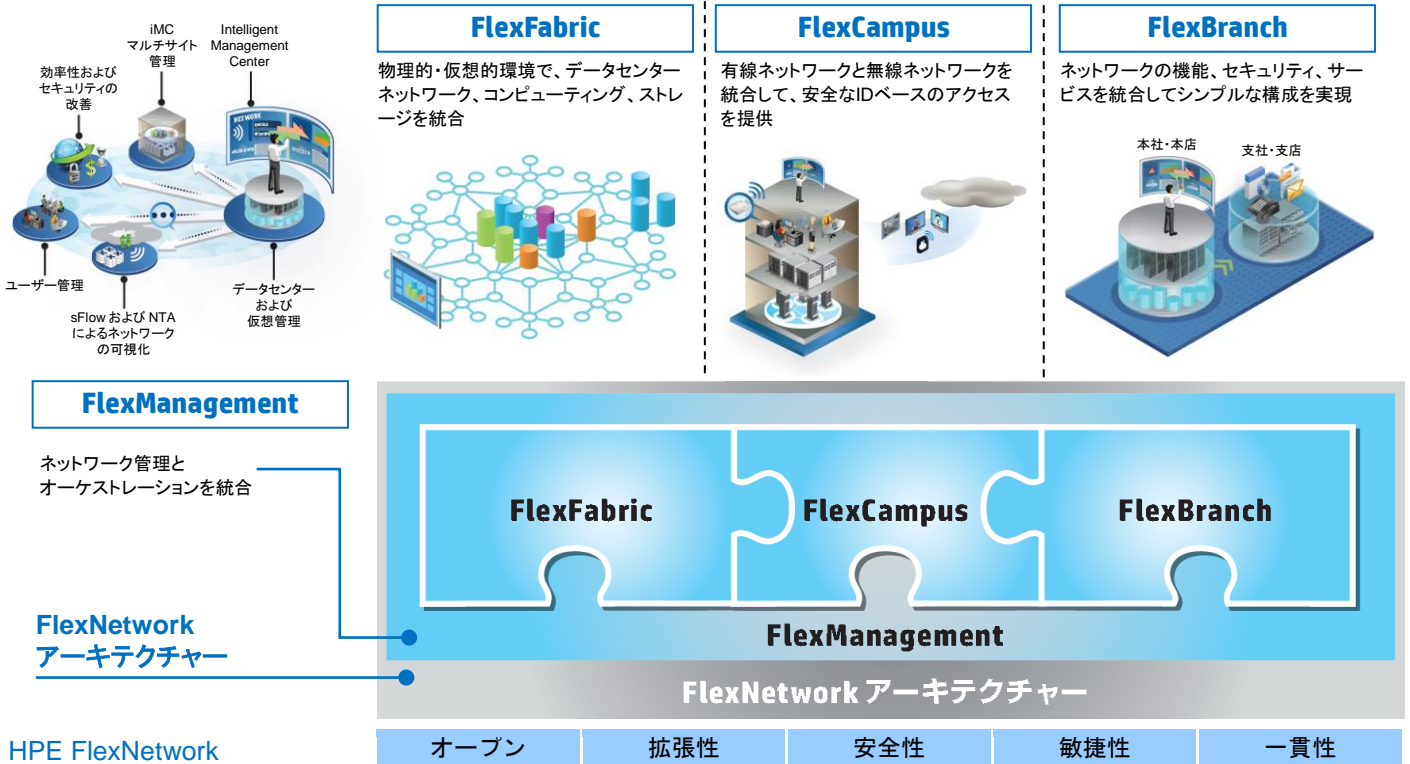 iMC
マルチサイト
管理
Intelligent
Management
Center
効率性および
セキュリティの
改善
NETWORK
ユーザー管理
sFlow および NTA
によるネットワーク
の可視化
データセンター
および
仮想管理
FlexFabric
物理的・仮想的環境で、データセンター
ネットワーク、コンピューティング、ストレ
ージを統合
FlexCampus
有線ネットワークと無線ネットワークを
統合して、安全なIDベースのアクセス
を提供
FlexBranch
ネットワークの機能、セキュリティ、サー
ビスを統合してシンプルな構成を実現
本社・本店
支社・支店
FlexManagement
ネットワーク管理と
オーケストレーションを統合
FlexFabric
FlexCampus
FlexBranch
FlexManagement
FlexNetwork
アーキテクチャー
FlexNetwork アーキテクチャー
HPE FlexNetwork
オープン
拡張性
安全性
敏捷性
一貫性